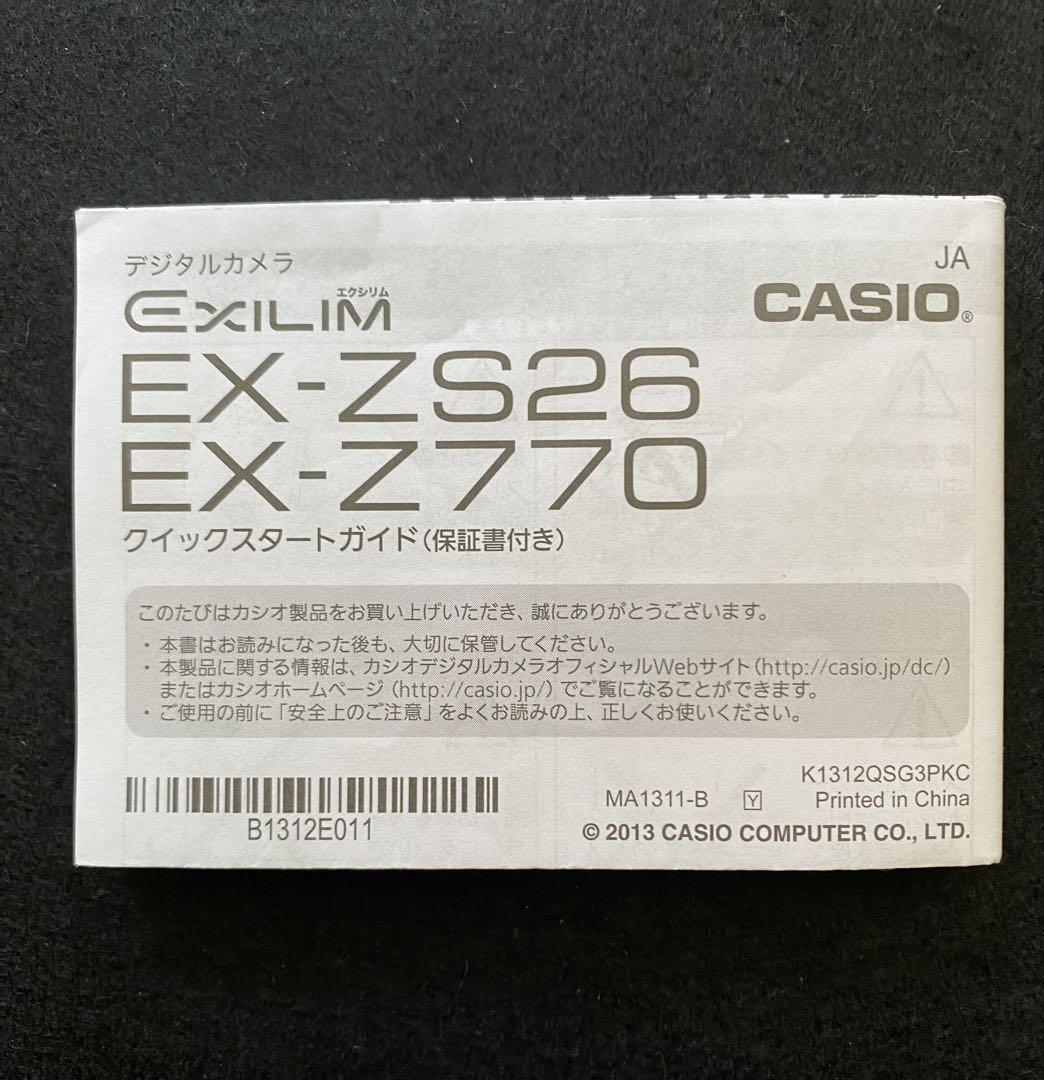 デジタルカメラ
JA
エクシリム
EXILIM
CASIO®
EX-ZS26
EX-Z770
クイックスタートガイド(保証書付き)
このたびはカシオ製品をお買い上げいただき、誠にありがとうございます。
・本書はお読みになった後も、大切に保管してください。
・本製品に関する情報は、カシオデジタルカメラオフィシャルWebサイト(http://casio.jp/dc/)
またはカシオホームページ(http://casio.jp/)でご覧になることができます。
・ご使用の前に「安全上のご注意」をよくお読みの上、正しくお使いください。
B1312E011
K1312QSG3PKC
MA1311-B Y Printed in China
© 2013 CASIO COMPUTER CO., LTD.